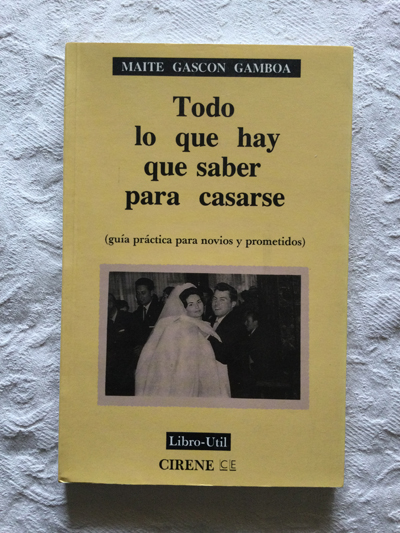 MAITE GASCON GAMBOA
Todo
lo que hay
que saber
para casarse
(guía práctica para novios y prometidos)
Libro-Util
CIRENE CE